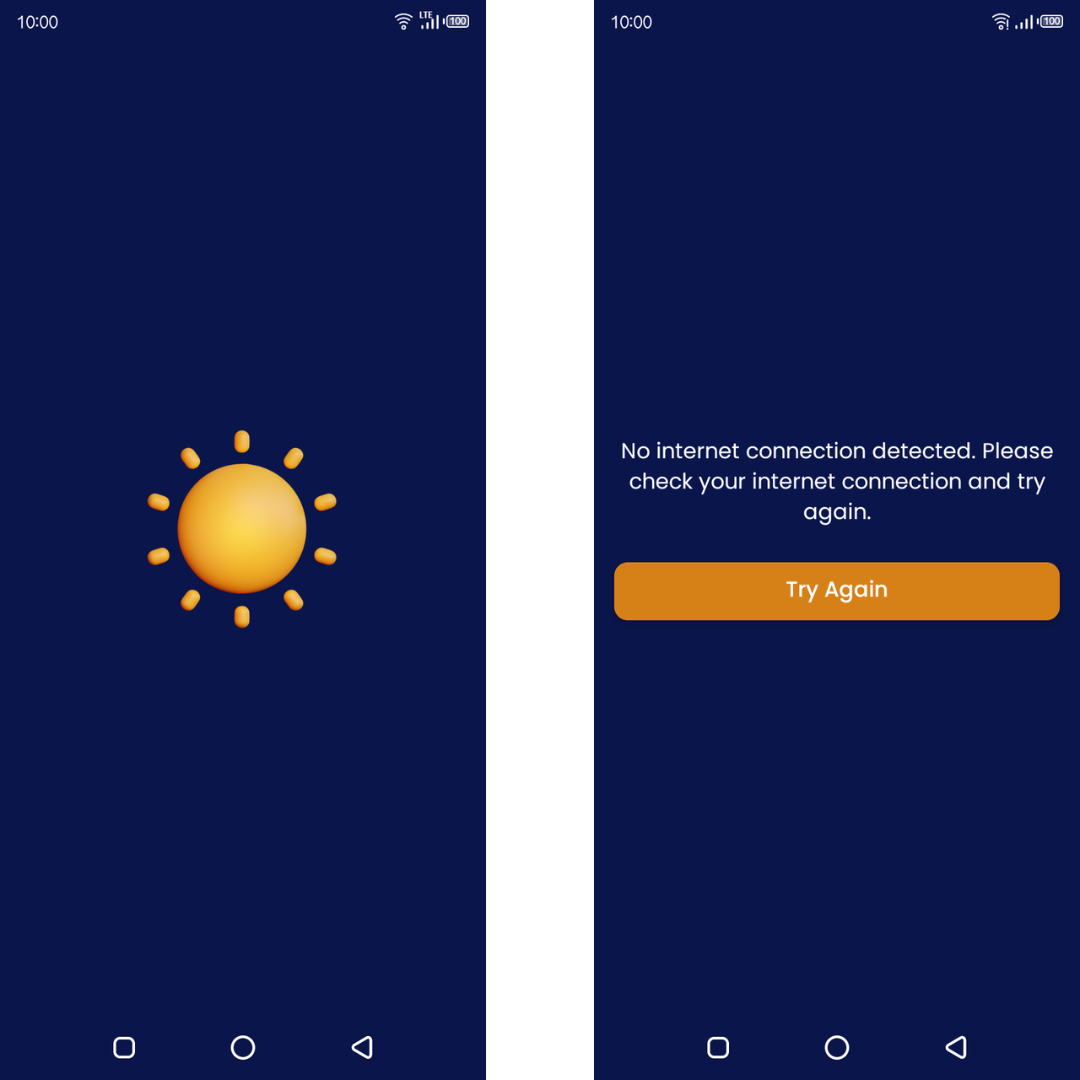 10:00
LTE
100
10:00
100
No internet connection detected. Please
check your internet connection and try
again.
Try Again